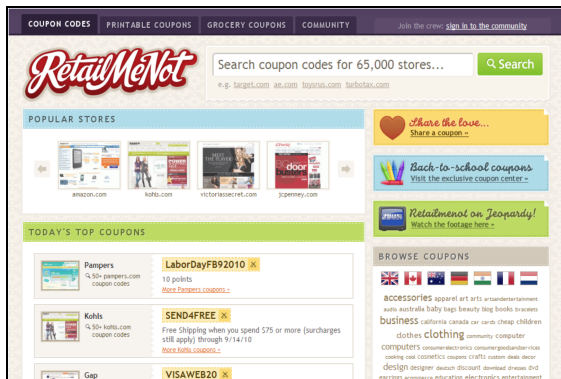 COUPON CODES PRINTABLE COUPONS GROCERY COUPONS COMMUNITY Join the crew: sign in to the community
RetailMeNot
Search coupon codes for 65,000 stores... Search
e.g. target.com ae.com toysrus.com turbotax.com
POPULAR STORES
amazon.com kohls.com victoriassecret.com jcpenney.com
Share the love...
Share a coupon »
Back-to-school coupons
Visit the exclusive coupon center »
Retailmenot on Jeopardy!
Watch the footage here »
TODAY'S TOP COUPONS
Pampers
50+ pampers.com
coupon codes
LaborDayFB92010
10 points
More Pampers coupons »
Kohls
50+ kohls.com
coupon codes
SEND4FREE
Free Shipping when you spend $75 or more (surcharges
still apply) through 9/14/10
More Kohls coupons »
Gap
VISAWEB20
BROWSE COUPONS
accessories apparel art arts artsandentertainment
audio australia baby bags beauty blog books bracelets
business california canada car cards cheap children
clothes clothing community computer
computers consumerelectronics consumergoodsandservices
cooking cool cosmetics coupons crafts custom deals decor
design designer deutsch discount download dresses dvd
earrings ecommerce education electronics entertainment